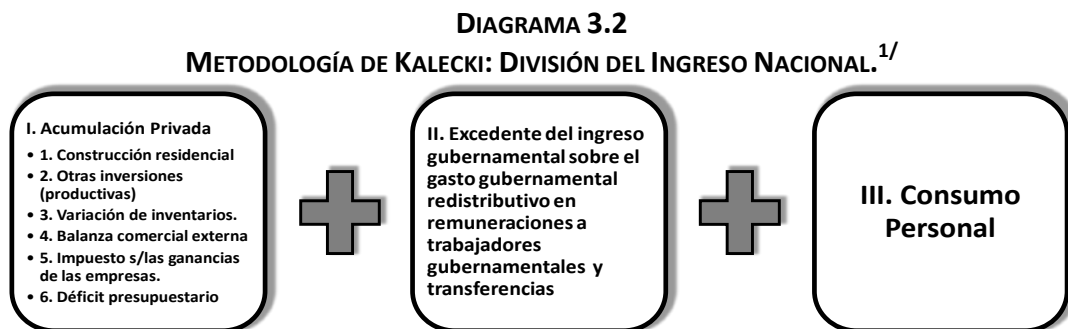 DIAGRAMA 3.2
METODOLOGÍA DE KALECKI: DIVISIÓN DEL INGRESO NACIONAL.1/
I. Acumulación Privada
• 1. Construcción residencial
• 2. Otras inversiones
(productivas)
• 3. Variación de inventarios.
• 4. Balanza comercial externa
• 5. Impuesto s/las ganancias
de las empresas.
• 6. Déficit presupuestario
II. Excedente del ingreso
gubernamental sobre el
gasto gubernamental
redistributivo en
remuneraciones a
trabajadores
gubernamentales y
transferencias
III. Consumo
Personal